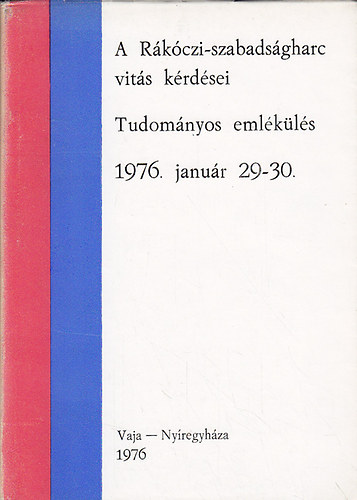 A Rákóczi-szabadságharc
vitás kérdései
Tudományos emlékülés
1976. január 29-30.
Vaja — Nyíregyháza
1976